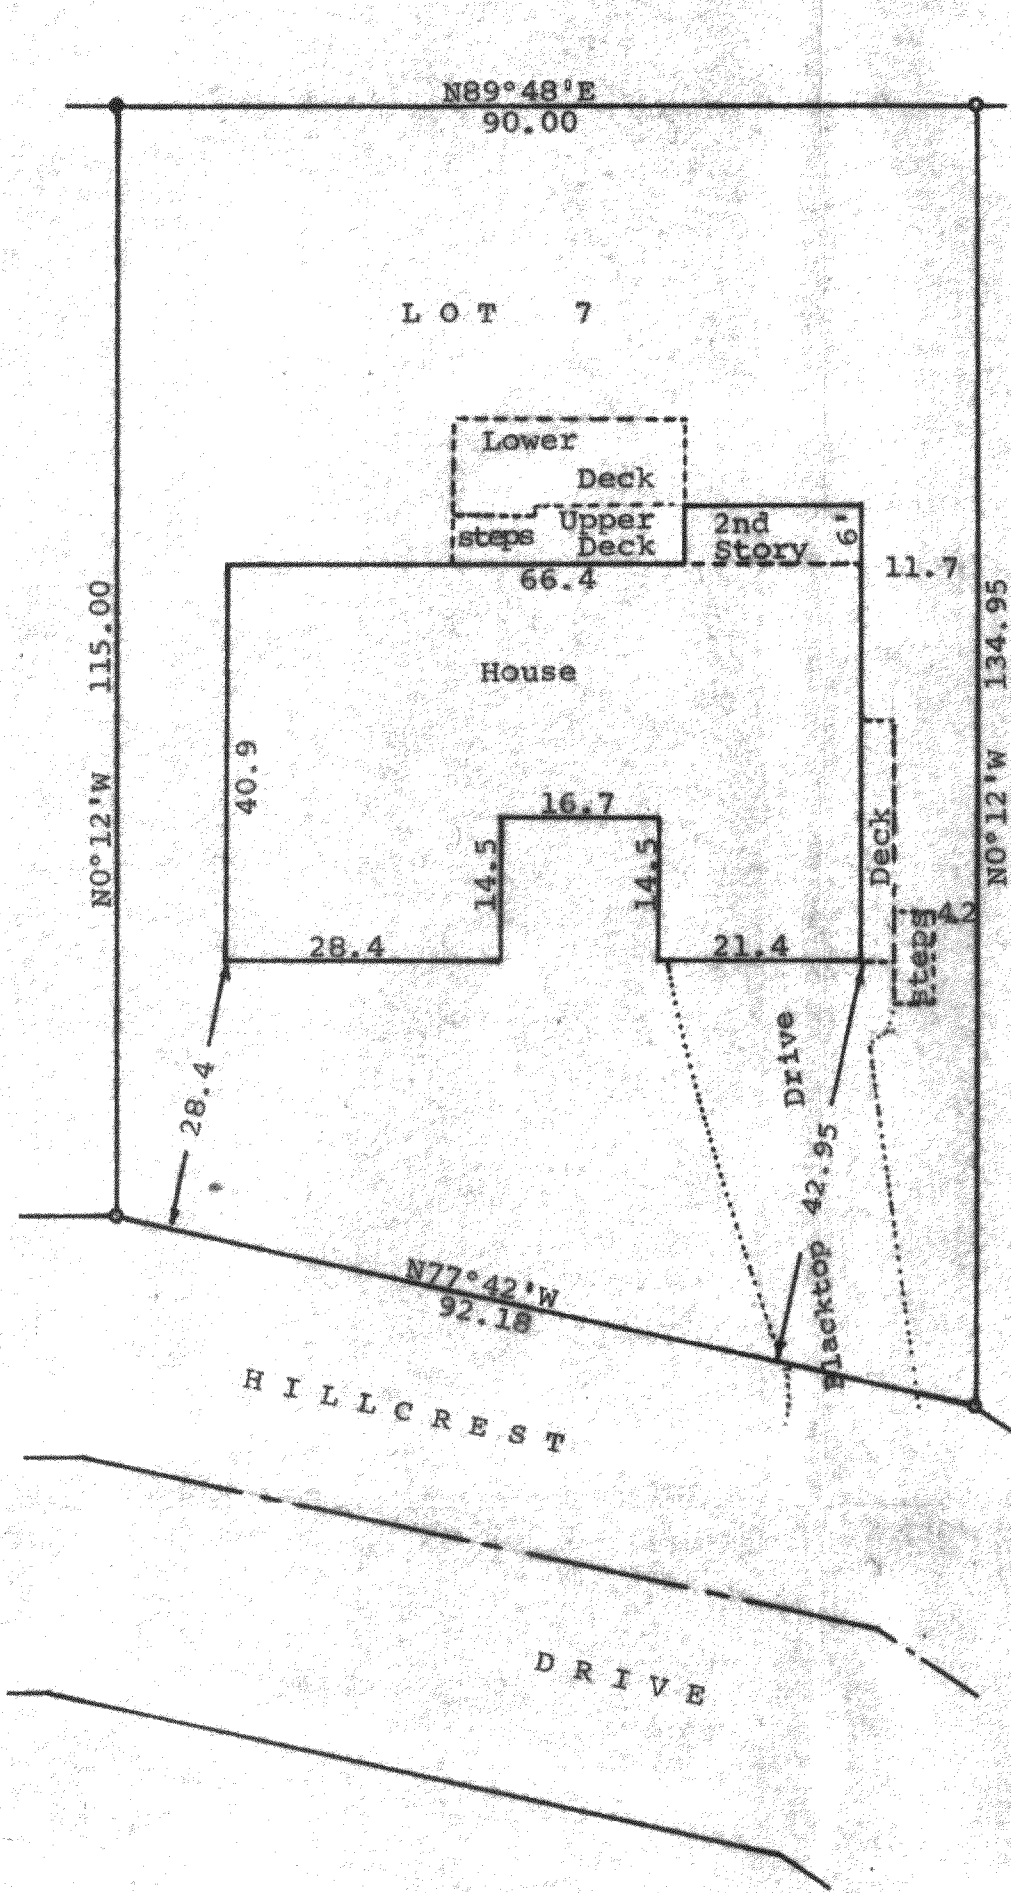 N89°48'E
90.00
LOT 7
Lower
Deck
steps
Upper
Deck
2nd
Story
6'
66.4
11.7
N0°12'W 115.00
N0°12'W 134.95
House
40.9
16.7
14.5
14.5
Deck
28.4
21.4
steps
4.2
28.4
Blacktop Drive
42.95
N77°42'W
92.18
HILLCREST
DRIVE